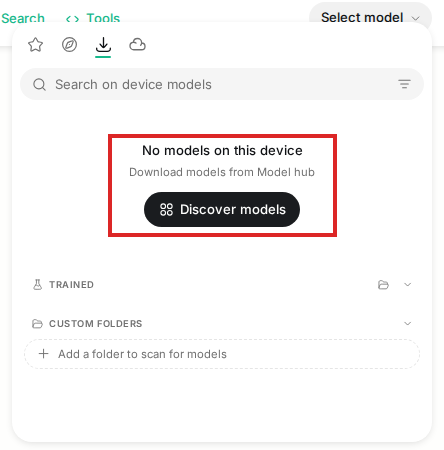 Search
Tools
Select model
Search on device models
No models on this device
Download models from Model hub
Discover models
TRAINED
CUSTOM FOLDERS
Add a folder to scan for models